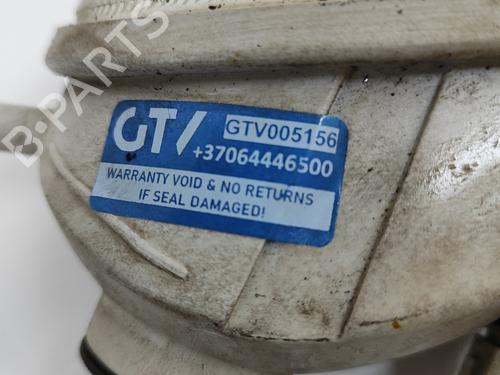 B-PARTS
GTV
GTV005156
+37064446500
WARRANTY VOID & NO RETURNS
IF SEAL DAMAGED!